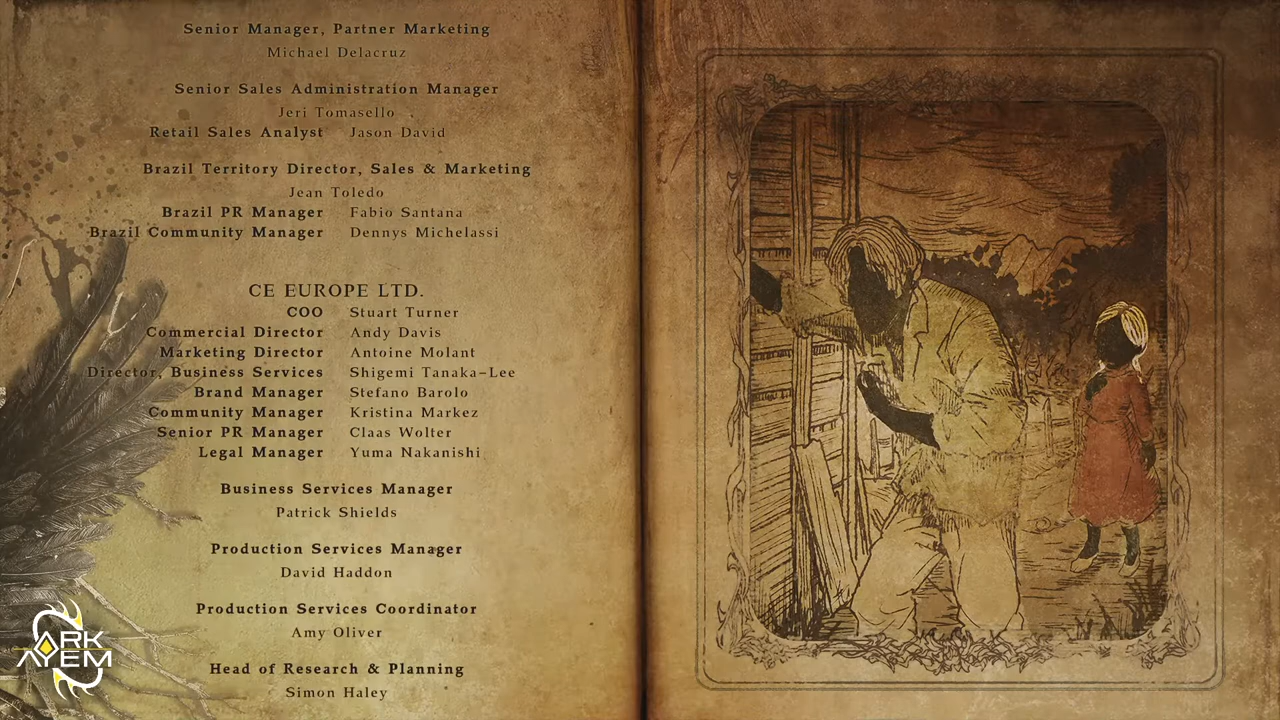 Senior Manager, Partner Marketing
Michael Delacruz
Senior Sales Administration Manager
Jeri Tomasello
Retail Sales Analyst Jason David
Brazil Territory Director, Sales & Marketing
Jean Toledo
Brazil PR Manager Fabio Santana
Brazil Community Manager Dennys Michelassi
CE EUROPE LTD.
COO Stuart Turner
Commercial Director Andy Davis
Marketing Director Antoine Molant
Director, Business Services Shigemi Tanaka-Lee
Brand Manager Stefano Barolo
Community Manager Kristina Markez
Senior PR Manager Claas Wolter
Legal Manager Yuma Nakanishi
Business Services Manager
Patrick Shields
Production Services Manager
David Haddon
Production Services Coordinator
Amy Oliver
Head of Research & Planning
Simon Haley
ARK
AYEM